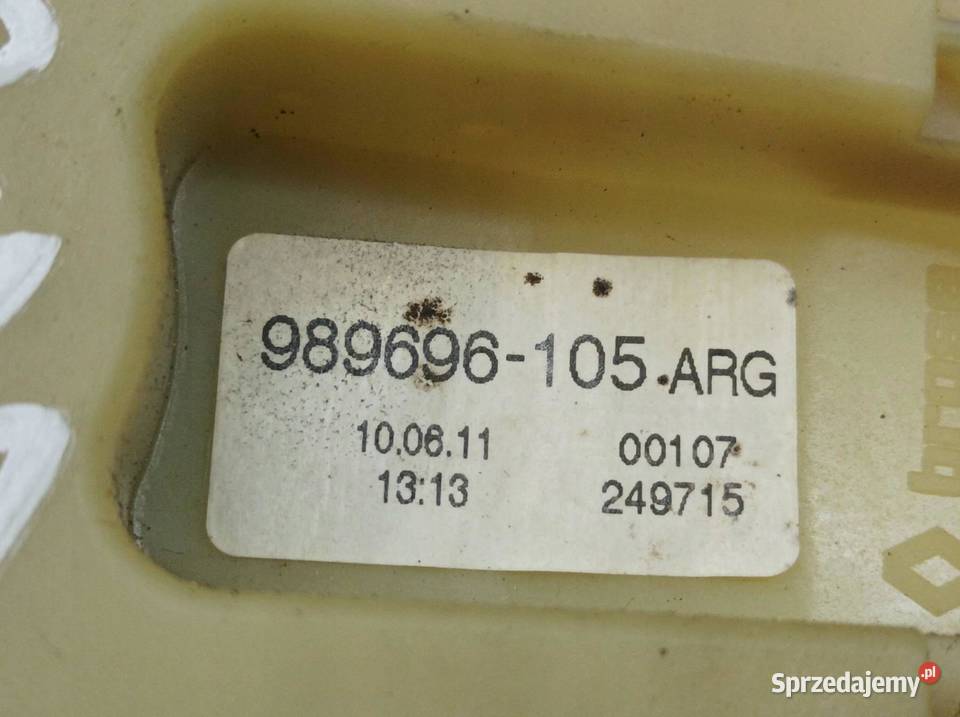 989696-105.ARG
10.06.11 00107
13:13 249715
Sprzedajemy.pl